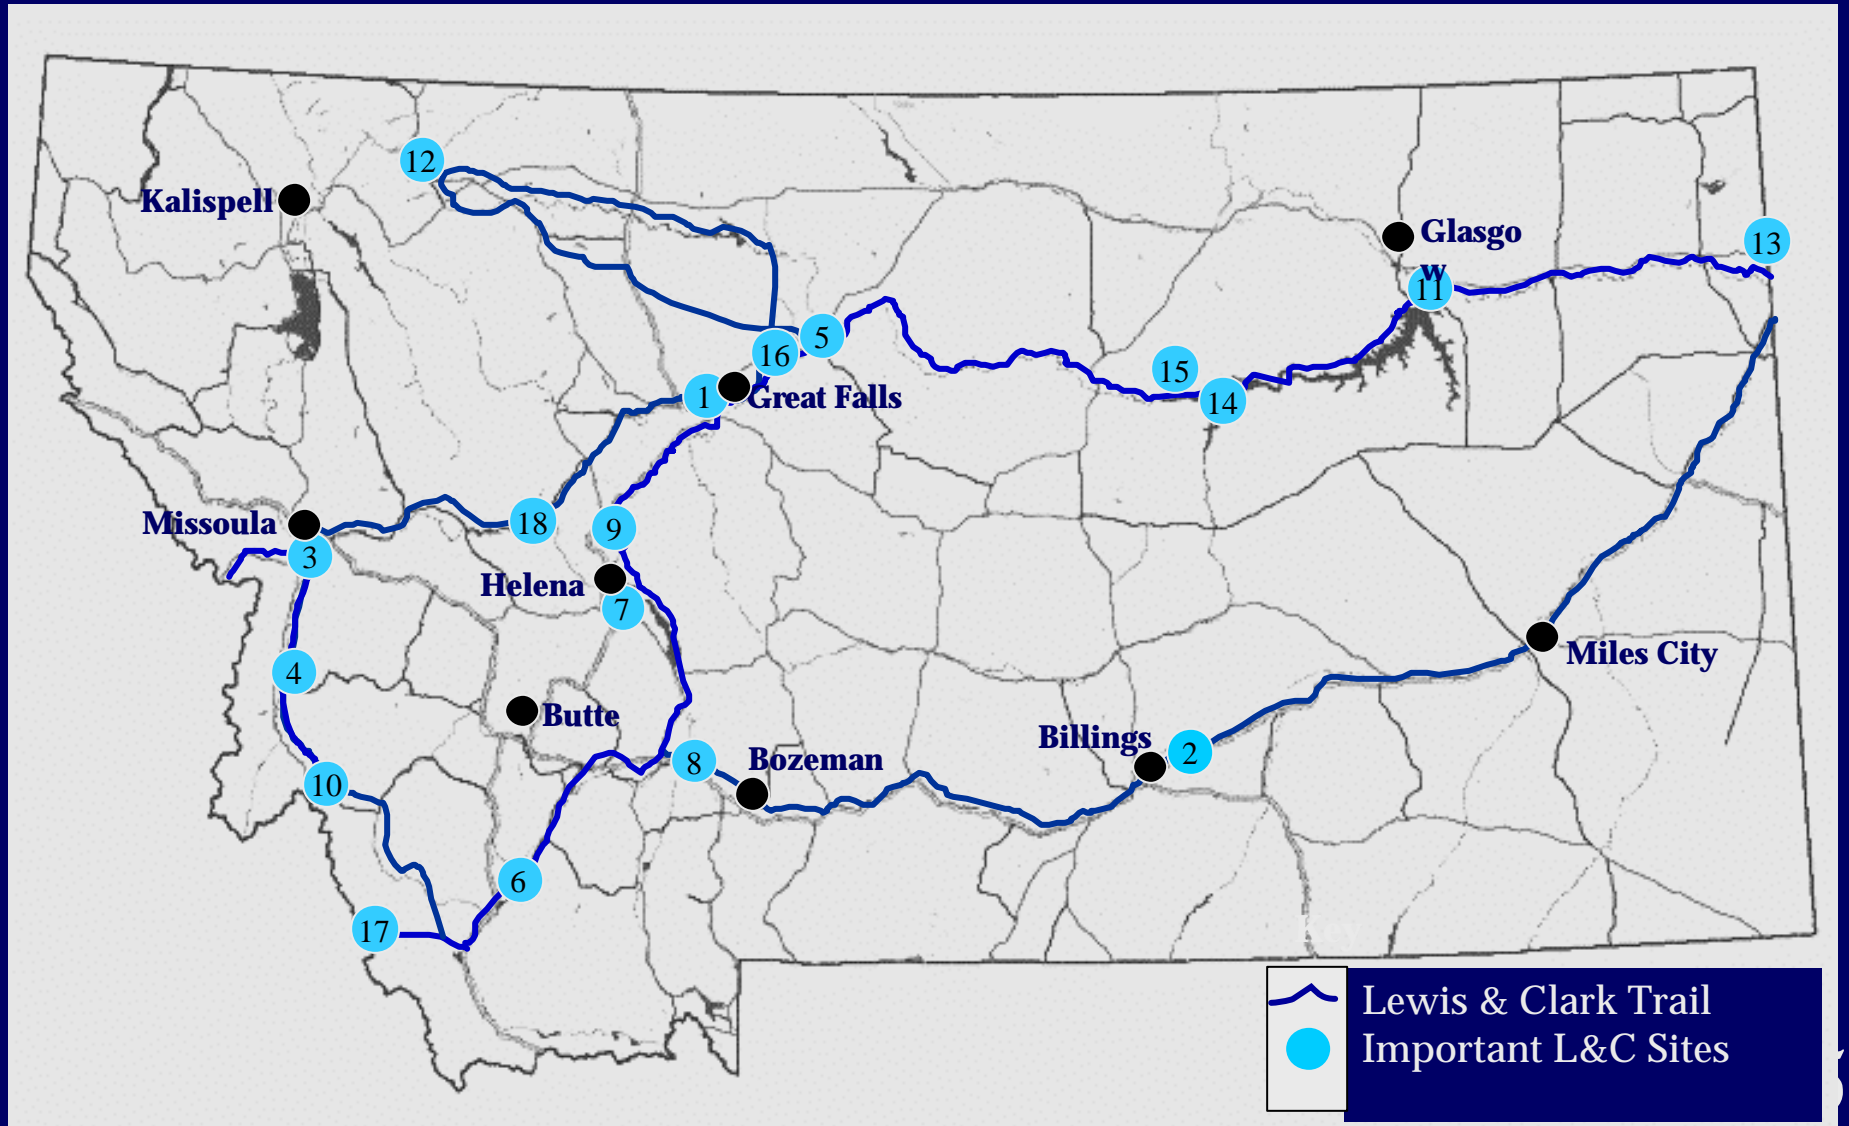 12
Kalispell
Glasgo
w
13
11
5
16
15
1
Great Falls
14
Missoula
18
9
3
Helena
7
4
Miles City
Butte
Billings
2
8
Bozeman
10
6
17
Lewis & Clark Trail
Important L&C Sites